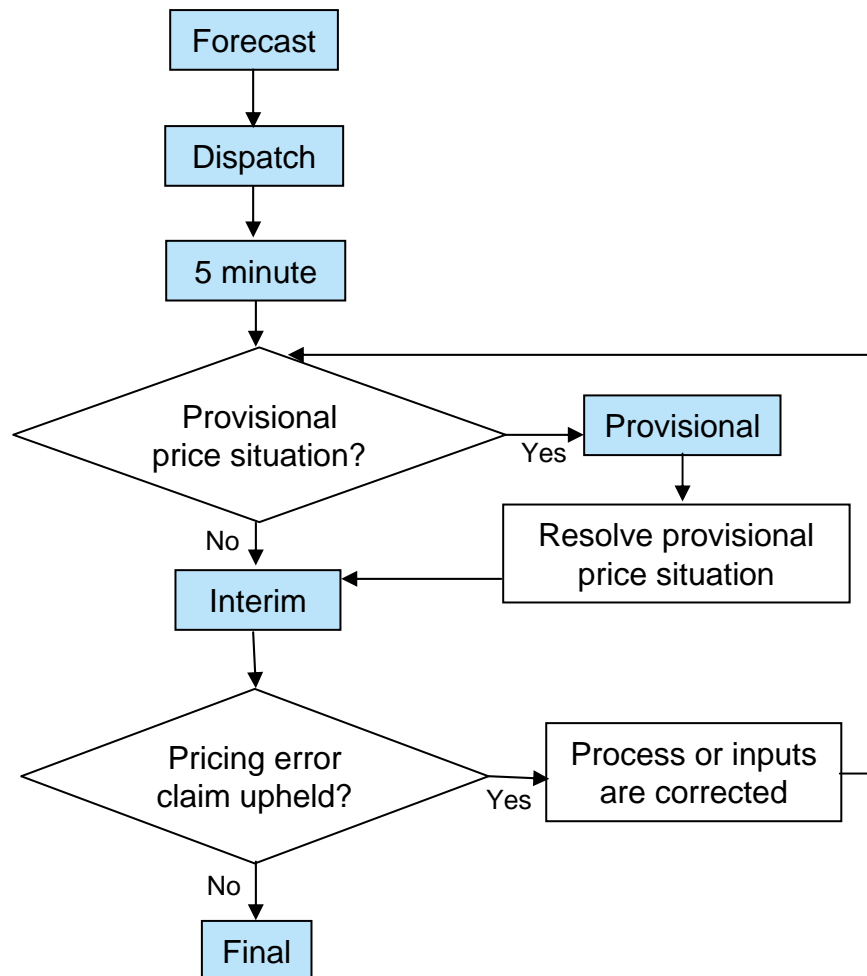 Forecast
Dispatch
5 minute
Provisional
price situation?
Yes
Provisional
No
Resolve provisional
price situation
Interim
Pricing error
claim upheld?
Yes
Process or inputs
are corrected
No
Final